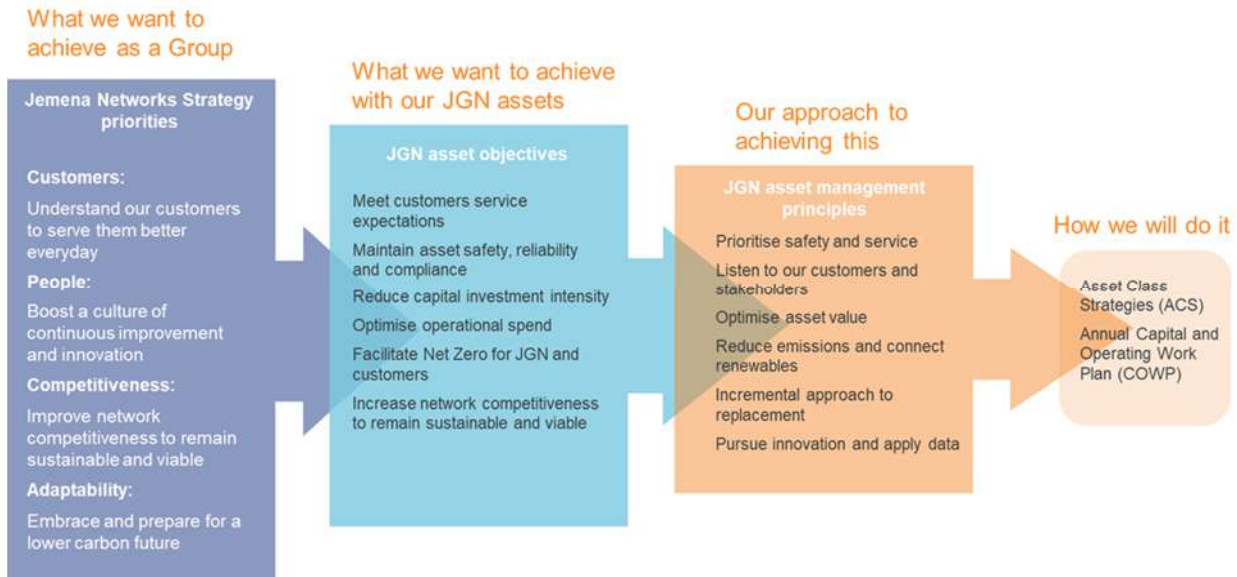 What we want to
achieve as a Group
Jemena Networks Strategy
priorities
Customers:
Understand our customers
to serve them better
everyday
People:
Boost a culture of
continuous improvement
and innovation
Competitiveness:
Improve network
competitiveness to remain
sustainable and viable
Adaptability:
Embrace and prepare for a
lower carbon future
What we want to achieve
with our JGN assets
JGN asset objectives
Meet customers service
expectations
Maintain asset safety, reliability
and compliance
Reduce capital investment intensity
Optimise operational spend
Facilitate Net Zero for JGN and
customers
Increase network competitiveness
to remain sustainable and viable
Our approach to
achieving this
JGN asset management
principles
Prioritise safety and service
Listen to our customers and
stakeholders
Optimise asset value
Reduce emissions and connect
renewables
Incremental approach to
replacement
Pursue innovation and apply data
How we will do it
Asset Class
Strategies (ACS)
Annual Capital and
Operating Work
Plan (COWP)